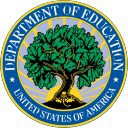 DEPARTMENT OF EDUCATION
UNITED STATES OF AMERICA